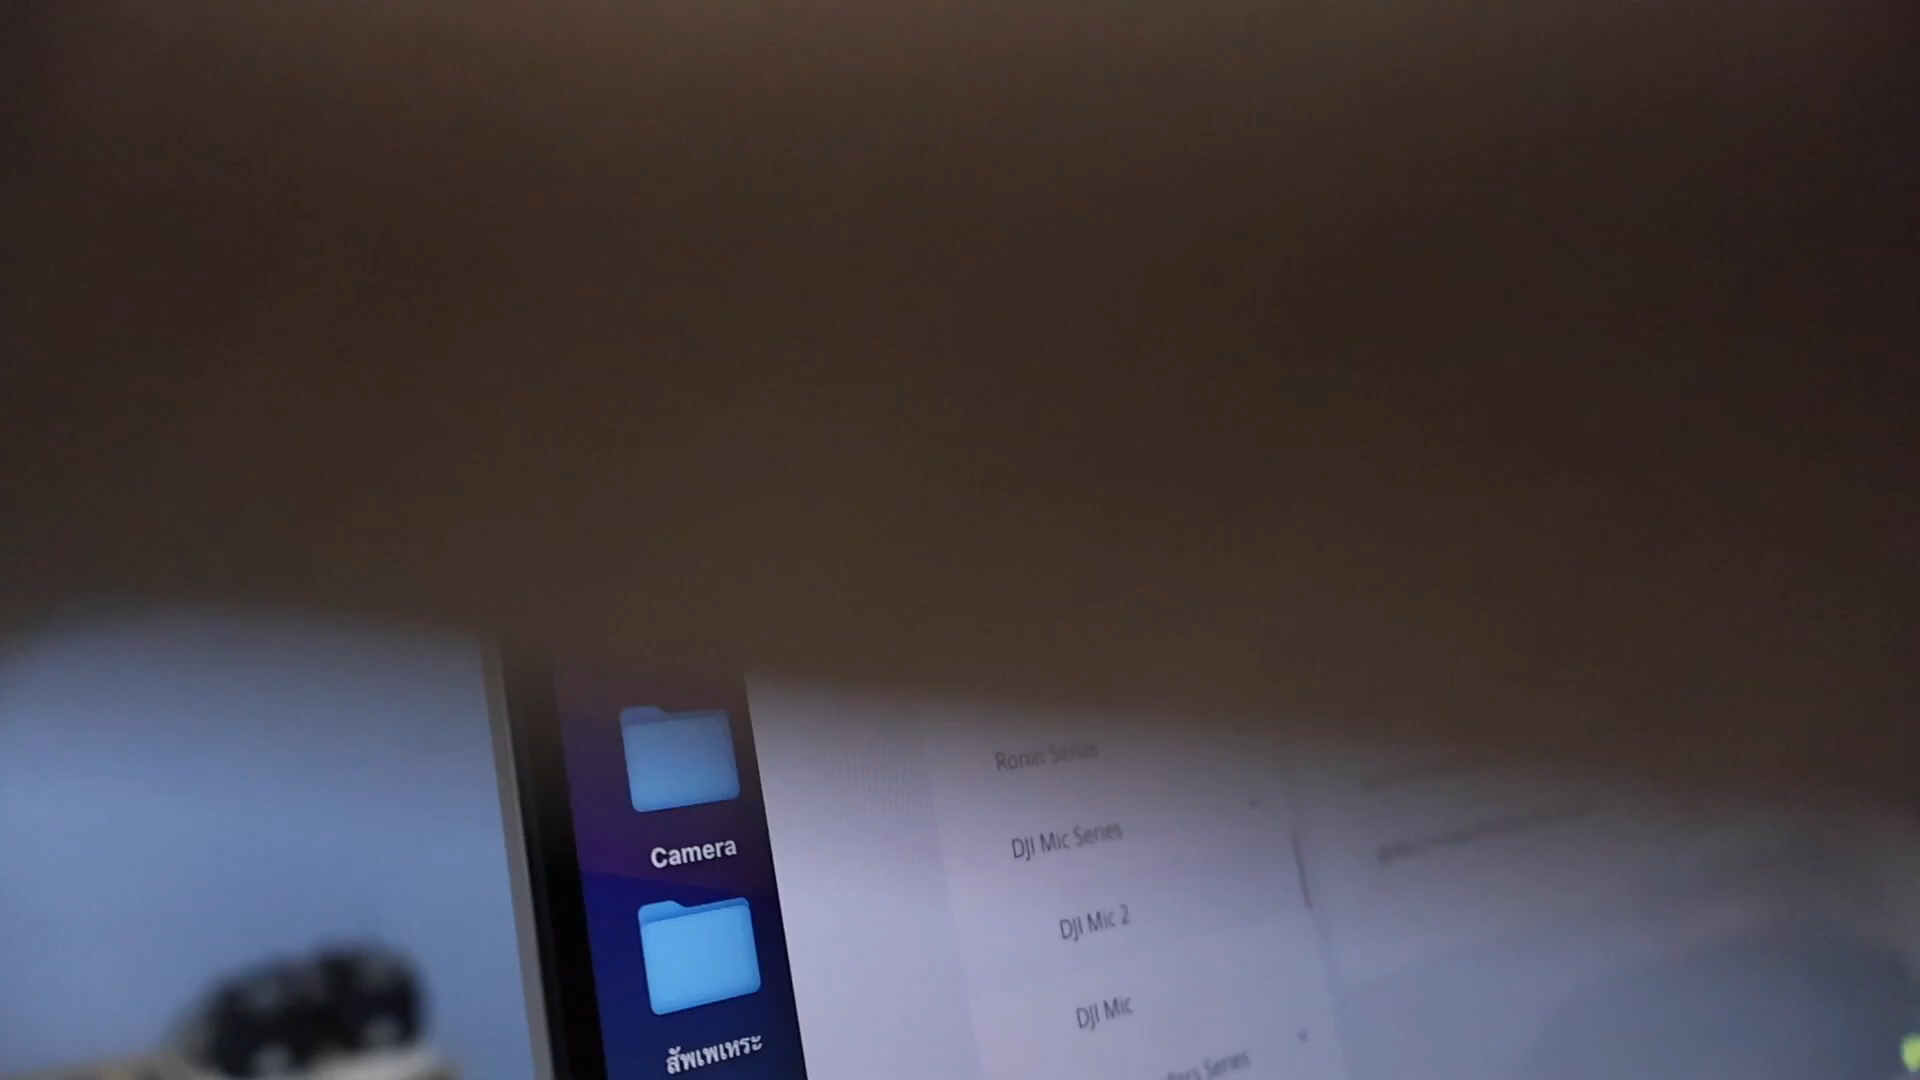 Camera
สัพเพเหระ
Ronin Series
DJI Mic Series
DJI Mic 2
DJI Mic
Series